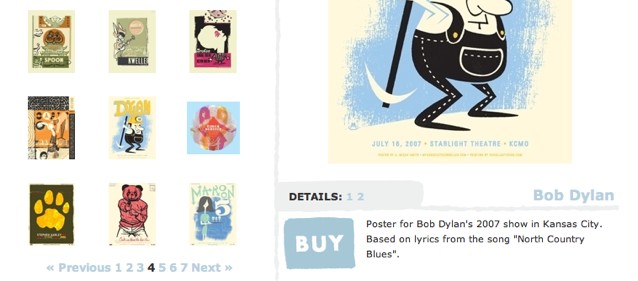 SPOON
KWELLER
DYLAN
MAROON
5
« Previous 1 2 3 4 5 6 7 Next »
JULY 18, 2007 • STARLIGHT THEATRE • KCMO
DETAILS: 1 2
Bob Dylan
BUY
Poster for Bob Dylan's 2007 show in Kansas City.
Based on lyrics from the song "North Country
Blues".